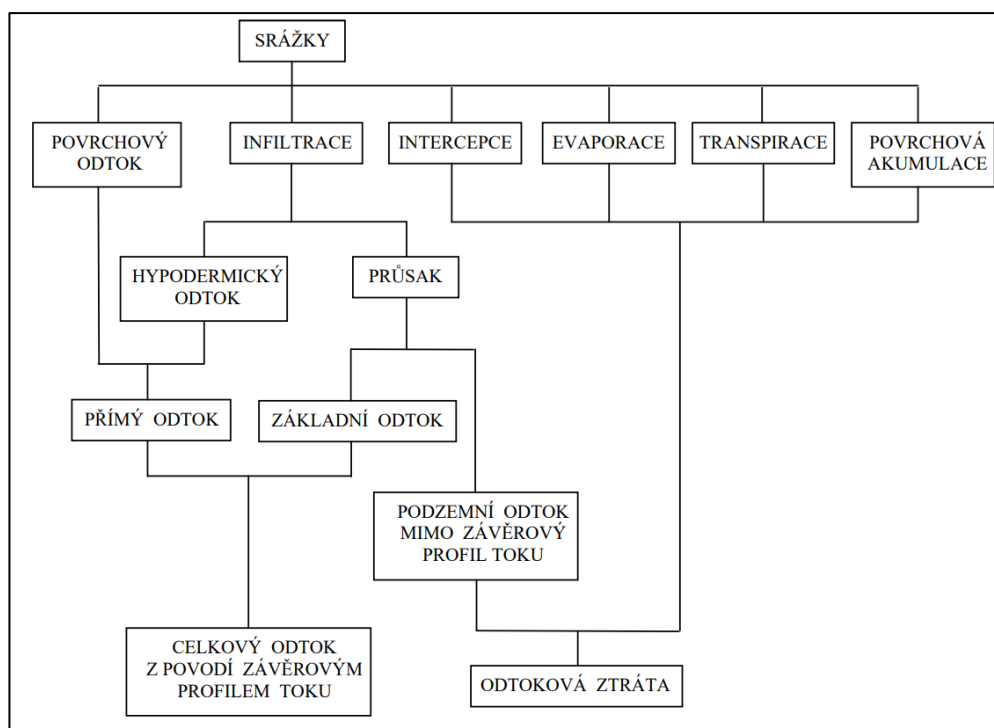 SRÁŽKY
POVRCHOVÝ
ODTOK
INFILTRACE
INTERCEPCE
EVAPORACE
TRANSPIRACE
POVRCHOVÁ
AKUMULACE
HYPODERMICKÝ
ODTOK
PRŮSAK
PŘÍMÝ ODTOK
ZÁKLADNÍ ODTOK
PODZEMNÍ ODTOK
MIMO ZÁVĚROVÝ
PROFIL TOKU
CELKOVÝ ODTOK
Z POVODÍ ZÁVĚROVÝM
PROFILEM TOKU
ODTOKOVÁ ZTRÁTA